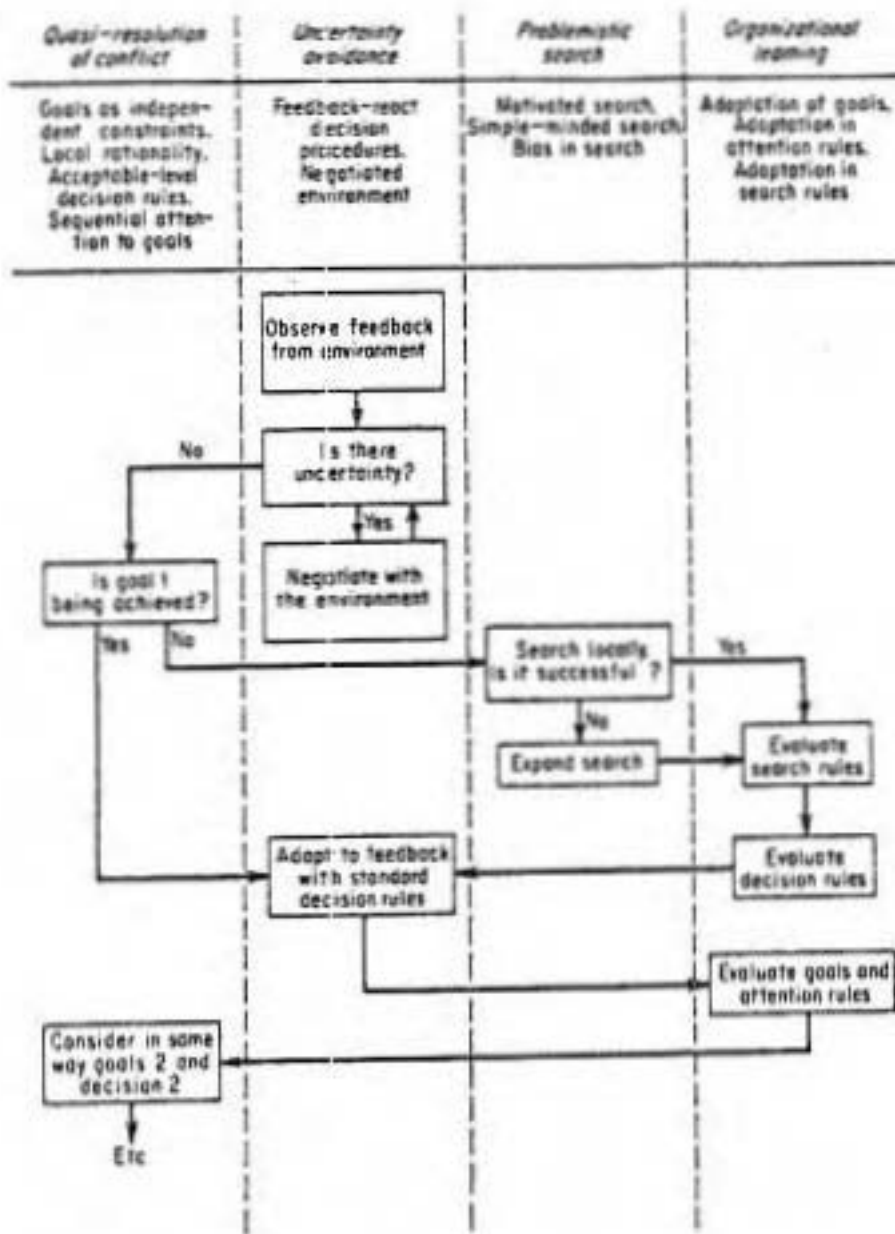 Quasi-resolution
of conflict
Uncertainty
avoidance
Problemistic
search
Organizational
learning
Goals as indepen-
dent constraints.
Local rationality.
Acceptable-level
decision rules.
Sequential atten-
tion to goals
Feedback-react
decision
procedures.
Negotiated
environment
Motivated search.
Simple-minded search
Bias in search
Adaptation of goals.
Adaptation in
attention rules.
Adaptation in
search rules
Observe feedback
from environment
Is there
uncertainty?
No
Yes
Negotiate with
the environment
Is goal 1
being achieved?
Yes
No
Search locally
Is it successful ?
Yes
No
Expand search
Evaluate
search rules
Evaluate
decision rules
Adapt to feedback
with standard
decision rules
Evaluate goals and
attention rules
Consider in same
way goals 2 and
decision 2
Etc